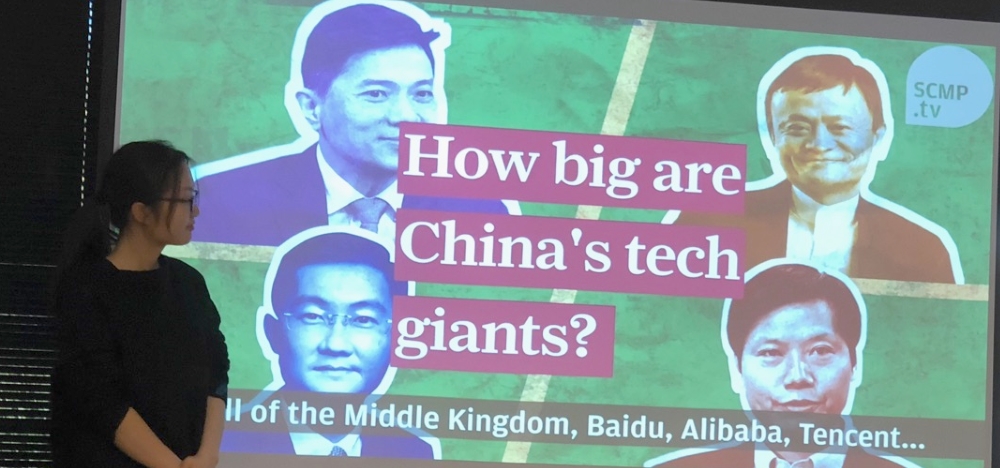 SCMP
.tv
How big are
China's tech
giants?
ll of the Middle Kingdom, Baidu, Alibaba, Tencent...